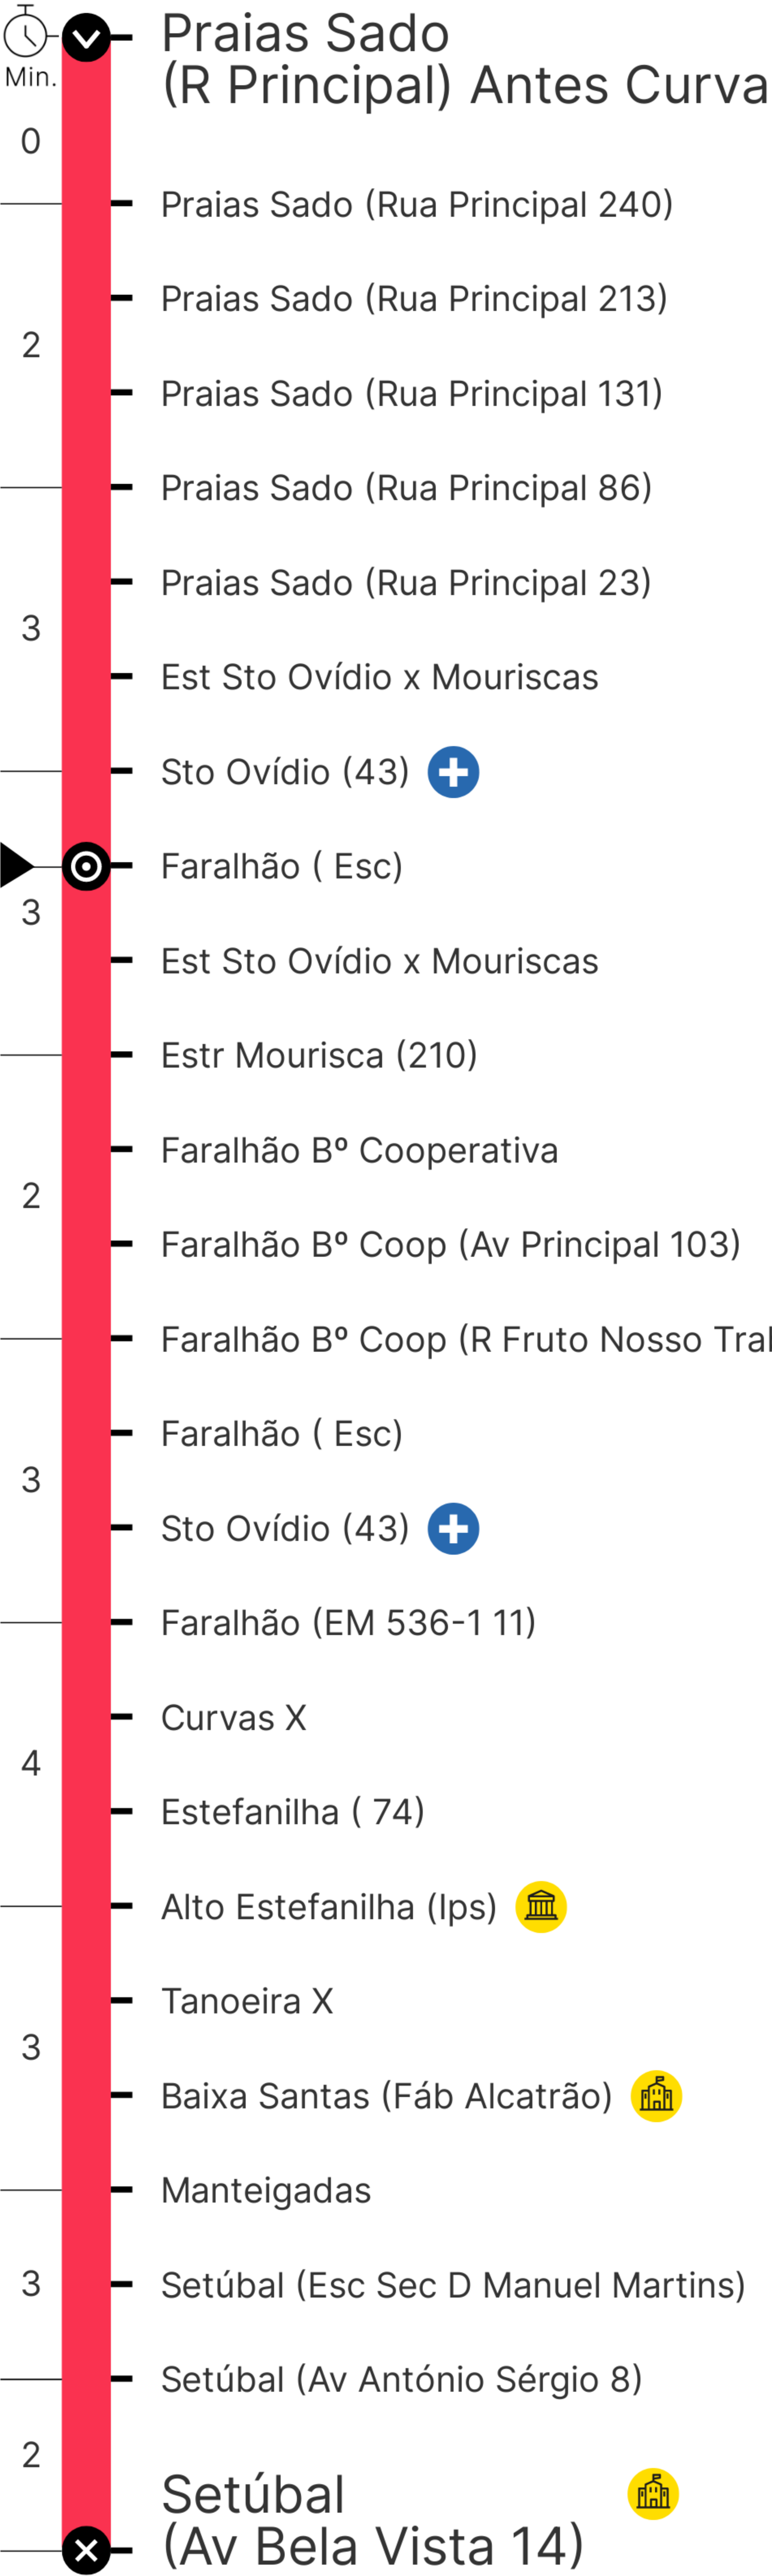 Praias Sado
(R Principal) Antes Curva
Min.
0
Praias Sado (Rua Principal 240)
Praias Sado (Rua Principal 213)
2
Praias Sado (Rua Principal 131)
Praias Sado (Rua Principal 86)
Praias Sado (Rua Principal 23)
3
Est Sto Ovídio x Mouriscas
Sto Ovídio (43)
Faralhão ( Esc)
3
Est Sto Ovídio x Mouriscas
Estr Mourisca (210)
Faralhão Bº Cooperativa
2
Faralhão Bº Coop (Av Principal 103)
Faralhão Bº Coop (R Fruto Nosso
Faralhão ( Esc)
3
Sto Ovídio (43)
Faralhão (EM 536-1 11)
Curvas X
4
Estefanilha ( 74)
Alto Estefanilha (Ips)
Tanoeira X
3
Baixa Santas (Fáb Alcatrão)
Manteigadas
3
Setúbal (Esc Sec D Manuel Martins)
Setúbal (Av António Sérgio 8)
2
Setúbal
(Av Bela Vista 14)